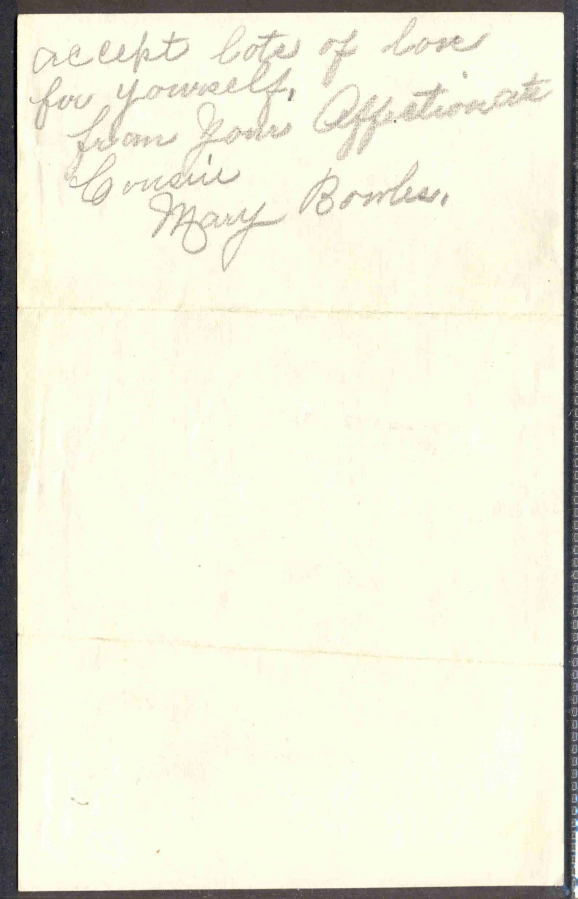 accept lots of love
for yourself,
from Your Affectionate
Cousin
Mary Bowles.